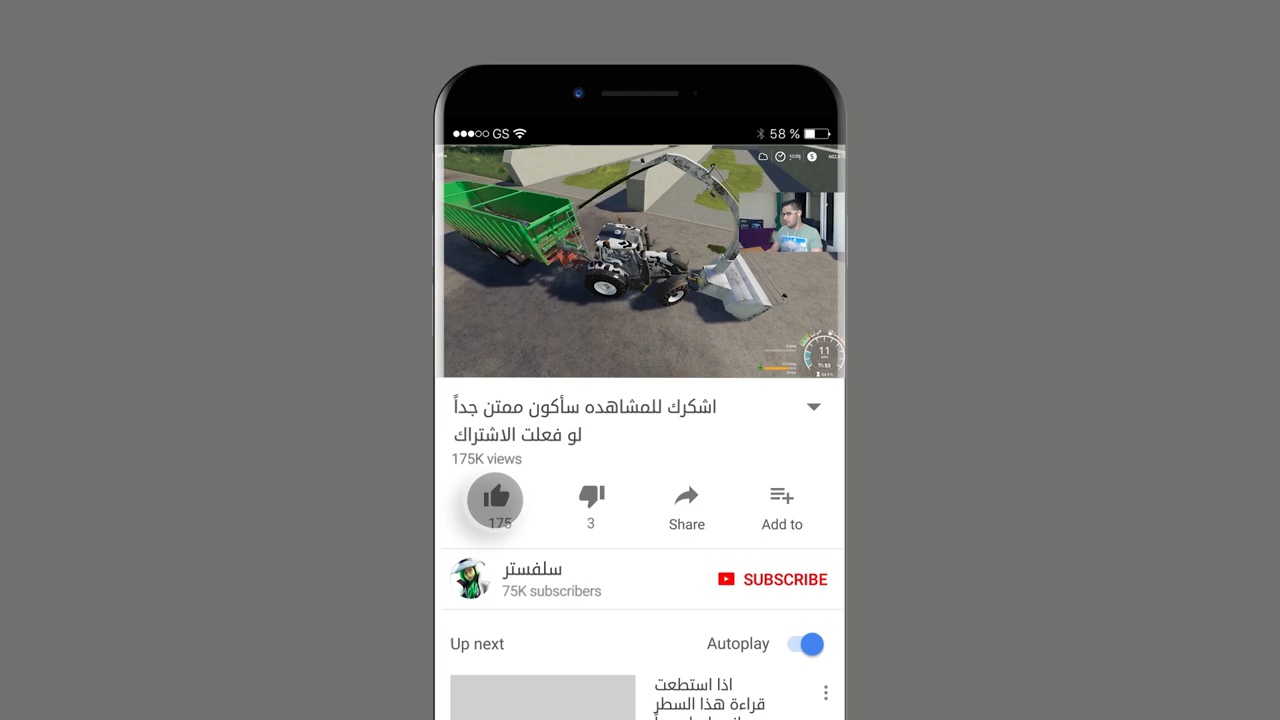 GS
58 %
11
اشكرك للمشاهده سأكون ممتن جداً
لو فعلت الاشتراك
175K views
175
3
Share
Add to
سلفستر
75K subscribers
SUBSCRIBE
Up next
Autoplay
اذا استطعت
قراءة هذا السطر